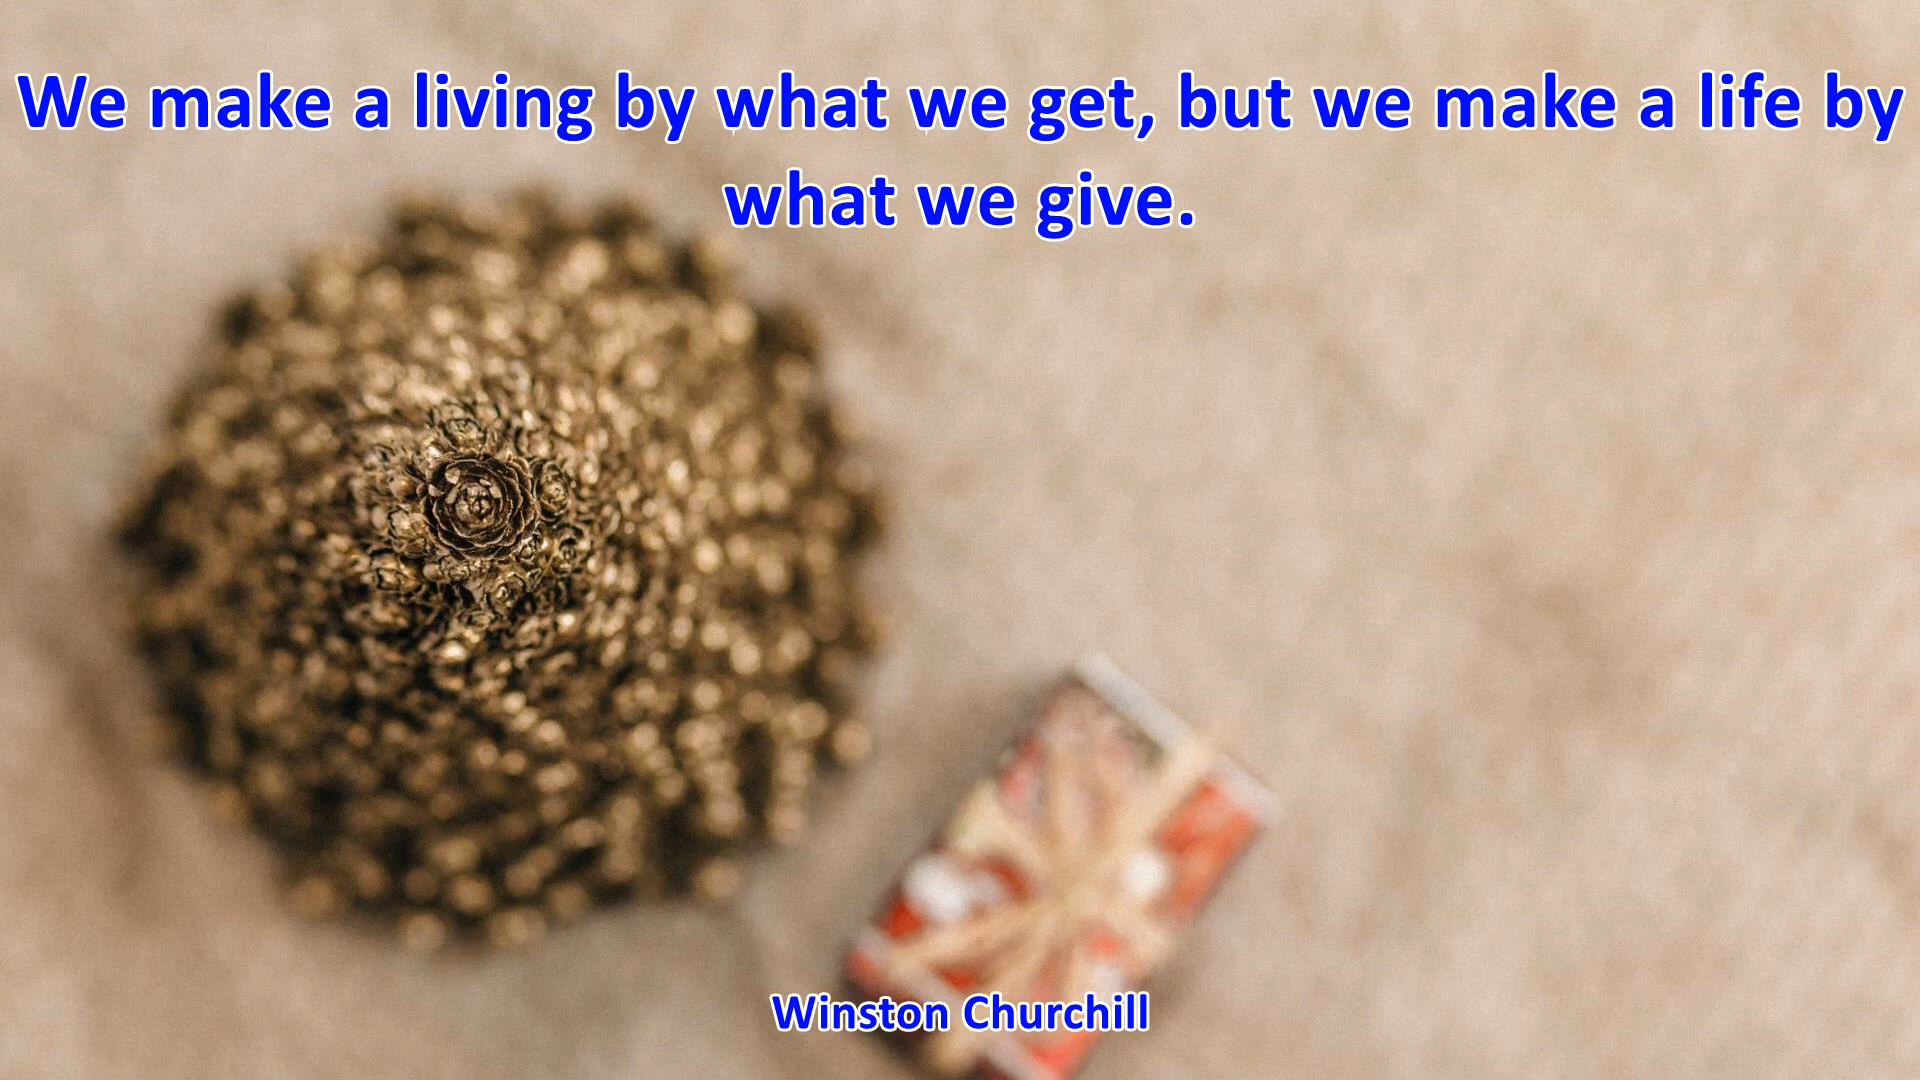 We make a living by what we get, but we make a life by
what we give.
Winston Churchill